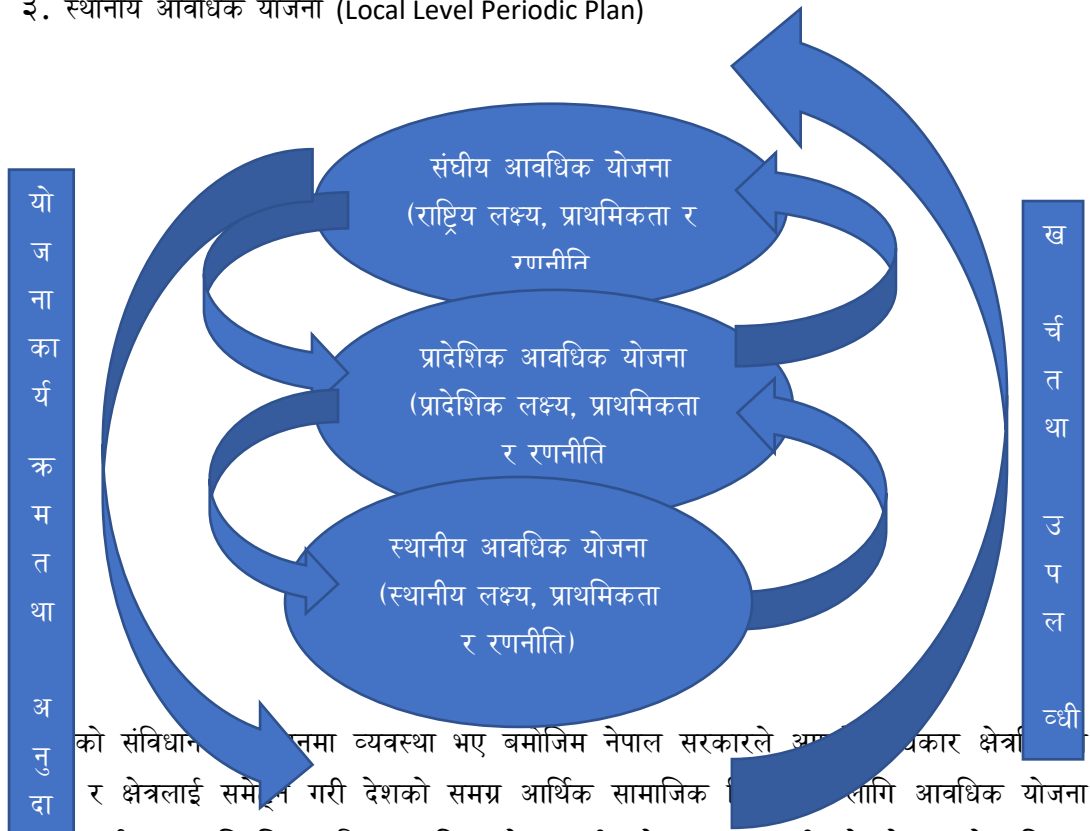 ३. स्थानीय आवधिक योजना (Local Level Periodic Plan)
संघीय आवधिक योजना
(राष्ट्रिय लक्ष्य, प्राथमिकता र
रणनीति
प्रादेशिक आवधिक योजना
(प्रादेशिक लक्ष्य, प्राथमिकता
र रणनीति
स्थानीय आवधिक योजना
(स्थानीय लक्ष्य, प्राथमिकता
र रणनीति)
यो
ज
ना
का
र्य
क्र
म
त
था
अ
नु
दा
ख
र्च
त
था
उ
प
ल
व्धी
को संविधान व्यवस्था भए बमोजिम नेपाल सरकारले
र क्षेत्रलाई गरी देशको समग्र आर्थिक सामाजिक लागि आवधिक योजना